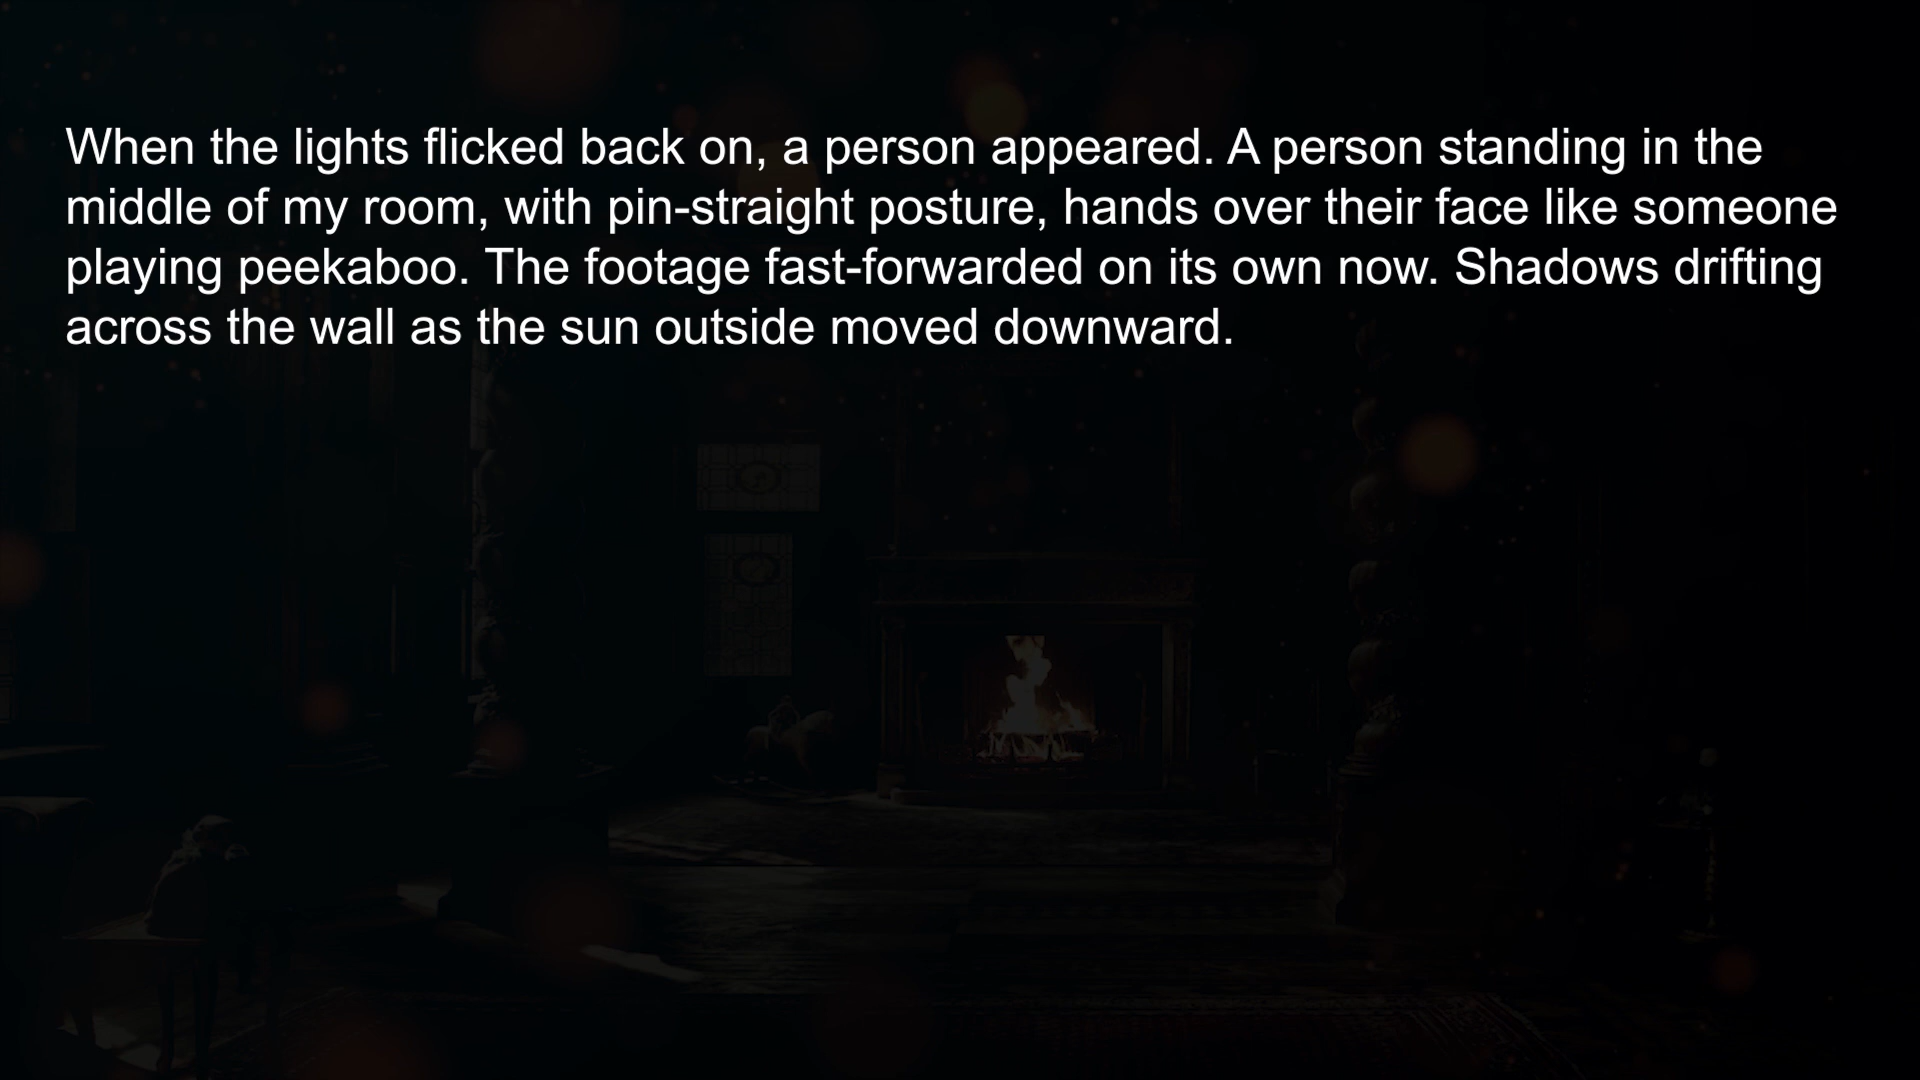 When the lights flicked back on, a person appeared. A person standing in the
middle of my room, with pin-straight posture, hands over their face like someone
playing peekaboo. The footage fast-forwarded on its own now. Shadows drifting
across the wall as the sun outside moved downward.